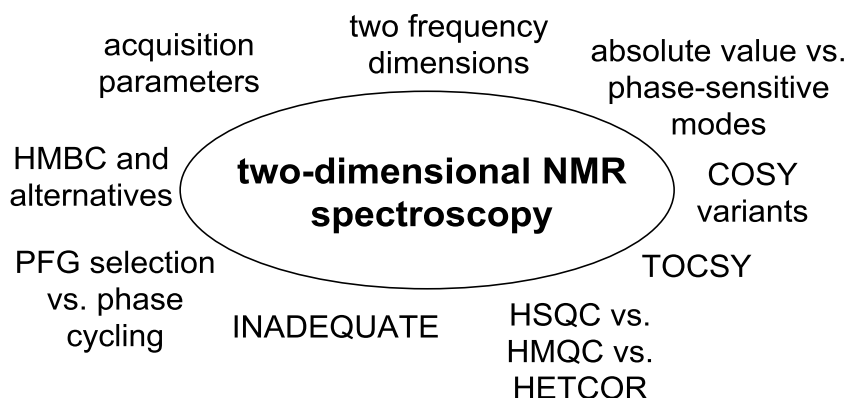 two frequency
dimensions
acquisition
parameters
absolute value vs.
phase-sensitive
modes
HMBC and
alternatives
two-dimensional NMR
spectroscopy
COSY
variants
PFG selection
vs. phase
cycling
TOCSY
INADEQUATE
HSQC vs.
HMQC vs.
HETCOR